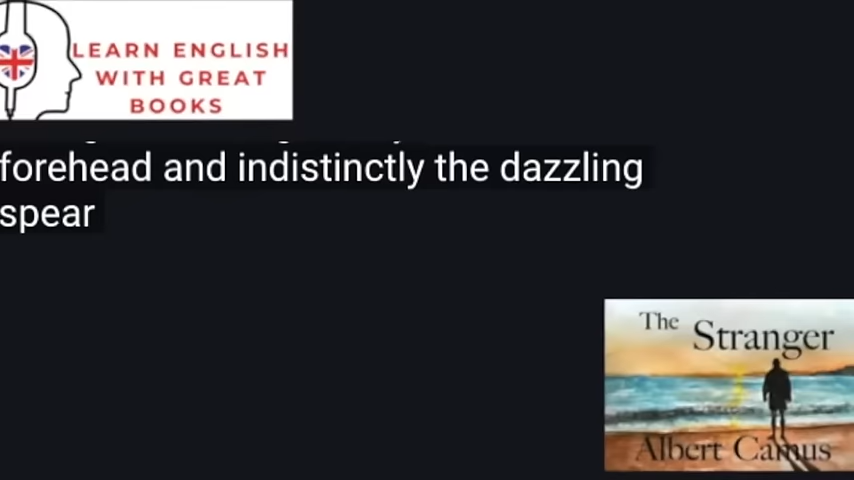 LEARN ENGLISH
WITH GREAT
BOOKS
forehead and indistinctly the dazzling
spear
The Stranger
Albert Camus